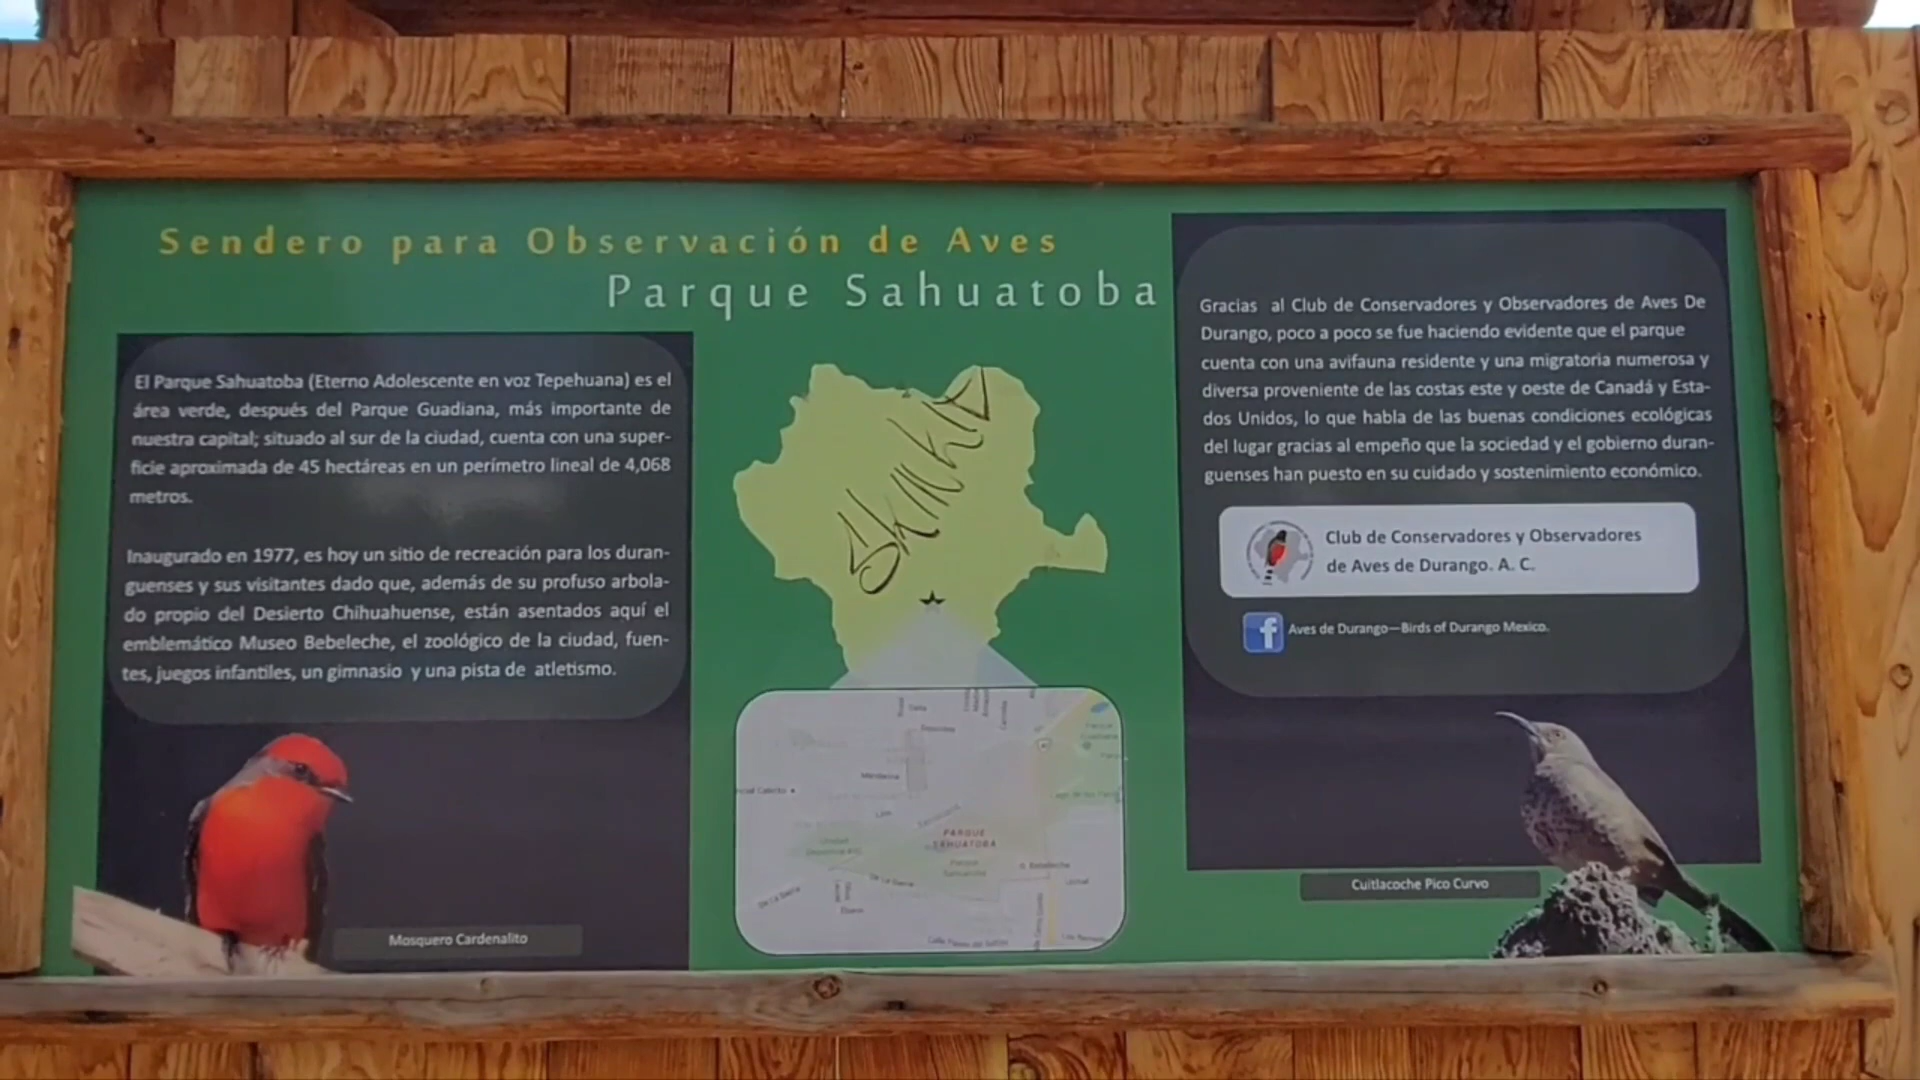 Sendero para Observación de Aves
Parque Sahuatoba
El Parque Sahuatoba (Eterno Adolescente en voz Tepehuana) es el
área verde, después del Parque Guadiana, más importante de
nuestra capital; situado al sur de la ciudad, cuenta con una super-
ficie aproximada de 45 hectáreas en un perímetro lineal de 4,068
metros.
Inaugurado en 1977, es hoy un sitio de recreación para los duran-
guenses y sus visitantes dado que, además de su profuso arbola-
do propio del Desierto Chihuahuense, están asentados aquí el
emblemático Museo Bebeleche, el zoológico de la ciudad, fuen-
tes, juegos infantiles, un gimnasio y una pista de atletismo.
Mosquero Cardenalito
PARQUE
SAHUATOBA
Gracias al Club de Conservadores y Observadores de Aves De
Durango, poco a poco se fue haciendo evidente que el parque
cuenta con una avifauna residente y una migratoria numerosa y
diversa proveniente de las costas este y oeste de Canadá y Esta-
dos Unidos, lo que habla de las buenas condiciones ecológicas
del lugar gracias al empeño que la sociedad y el gobierno duran-
guenses han puesto en su cuidado y sostenimiento económico.
Club de Conservadores y Observadores
de Aves de Durango. A. C.
f
Aves de Durango—Birds of Durango Mexico.
Cuitlacoche Pico Curvo